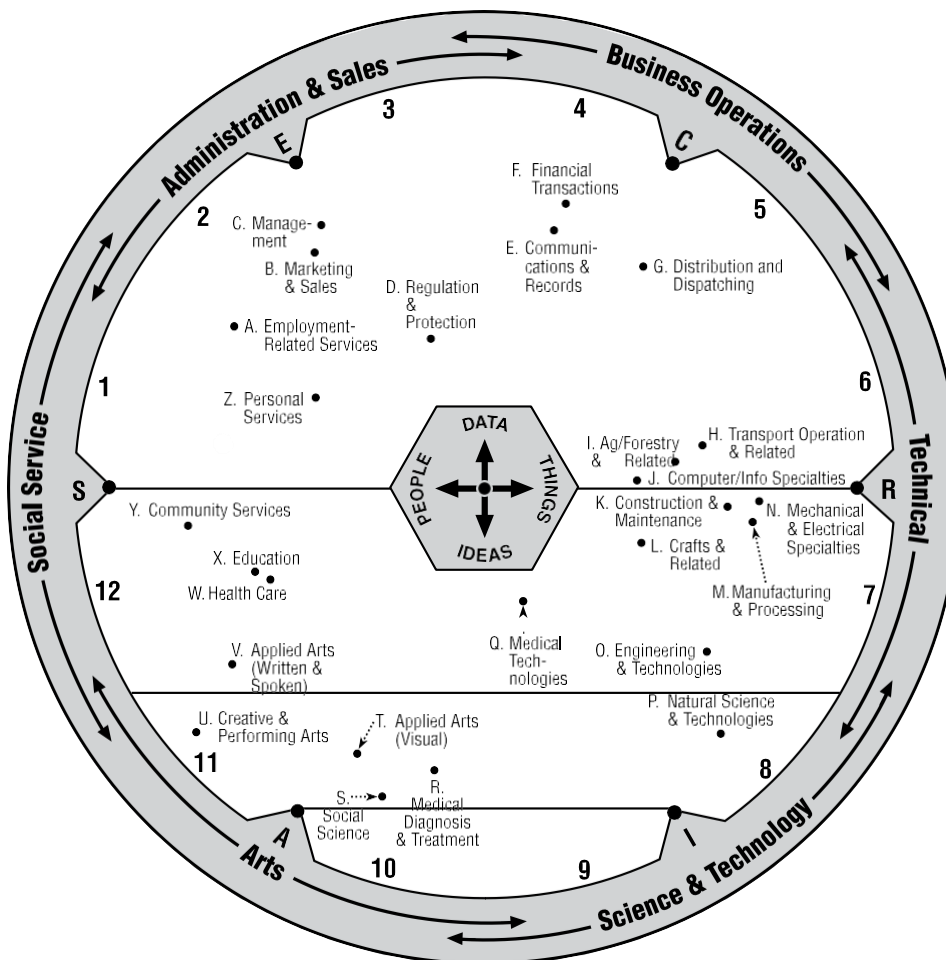 Administration & Sales
Business Operations
3
4
E
C
2
5
F. Financial
Transactions
C. Manage-
ment
B. Marketing
& Sales
E. Communi-
cations &
Records
G. Distribution and
Dispatching
D. Regulation
&
Protection
A. Employment-
Related Services
1
6
Z. Personal
Services
DATA
PEOPLE
THINGS
IDEAS
H. Transport Operation
& Related
I. Ag/Forestry
& Related
J. Computer/Info Specialties
Social Service
S
R
Technical
K. Construction &
Maintenance
N. Mechanical
& Electrical
Specialties
Y. Community Services
L. Crafts &
Related
X. Education
W. Health Care
12
7
M. Manufacturing
& Processing
V. Applied Arts
(Written &
Spoken)
Q. Medical
Tech-
nologies
O. Engineering
& Technologies
P. Natural Science
& Technologies
U. Creative &
Performing Arts
T. Applied Arts
(Visual)
11
8
S.
Social
Science
R.
Medical
Diagnosis
& Treatment
A
I
10
9
Arts
Science & Technology